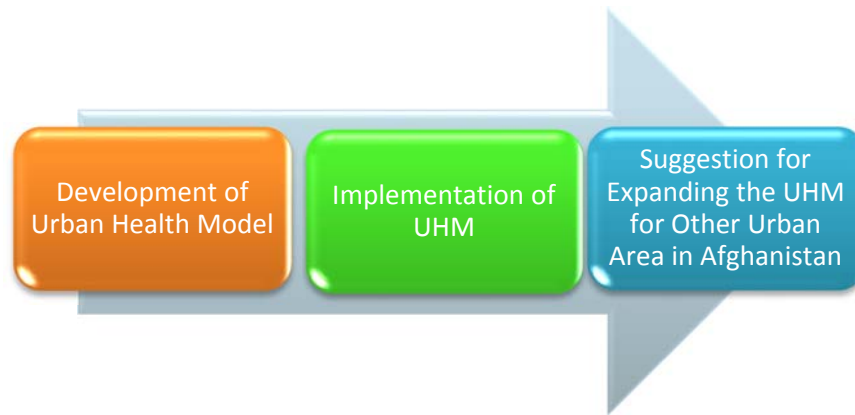 Development of
Urban Health Model
Implementation of
UHM
Suggestion for
Expanding the UHM
for Other Urban
Area in Afghanistan